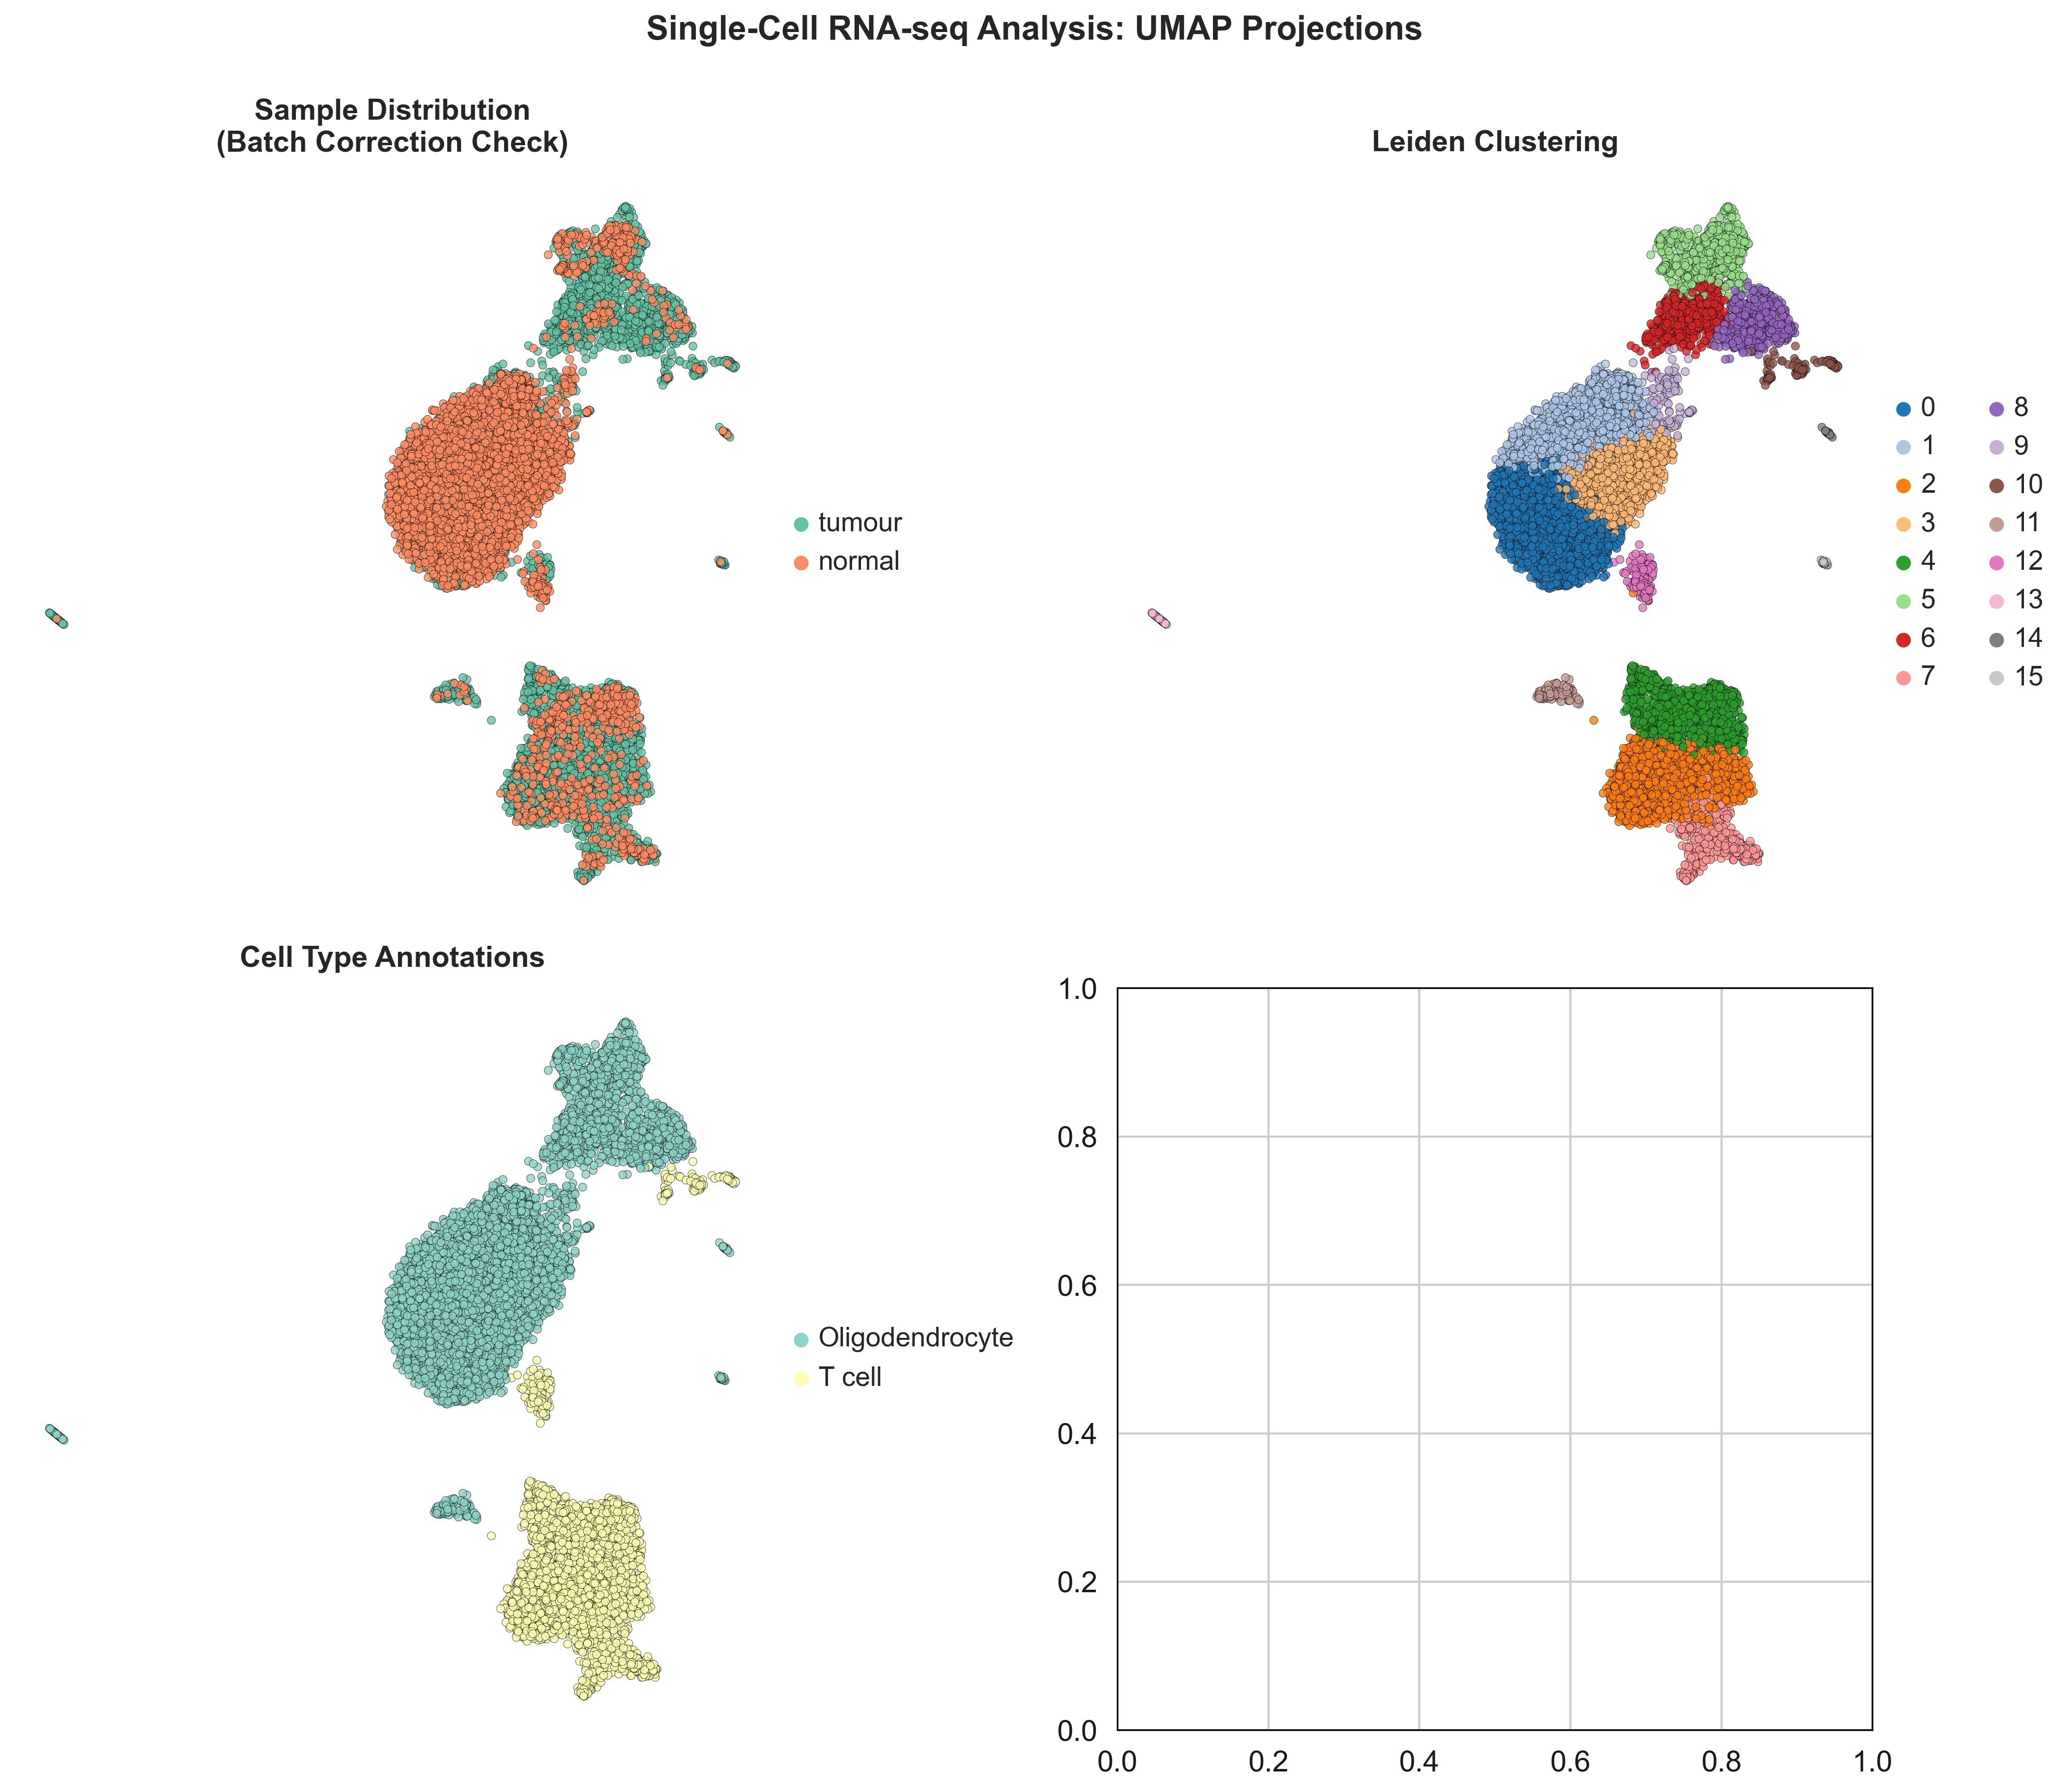 Single-Cell RNA-seq Analysis: UMAP Projections
Sample Distribution
(Batch Correction Check)
tumour
normal
Leiden Clustering
0
1
2
3
4
5
6
7
8
9
10
11
12
13
14
15
Cell Type Annotations
Oligodendrocyte
T cell
1.0
0.8
0.6
0.4
0.2
0.0
0.0 0.2 0.4 0.6 0.8 1.0